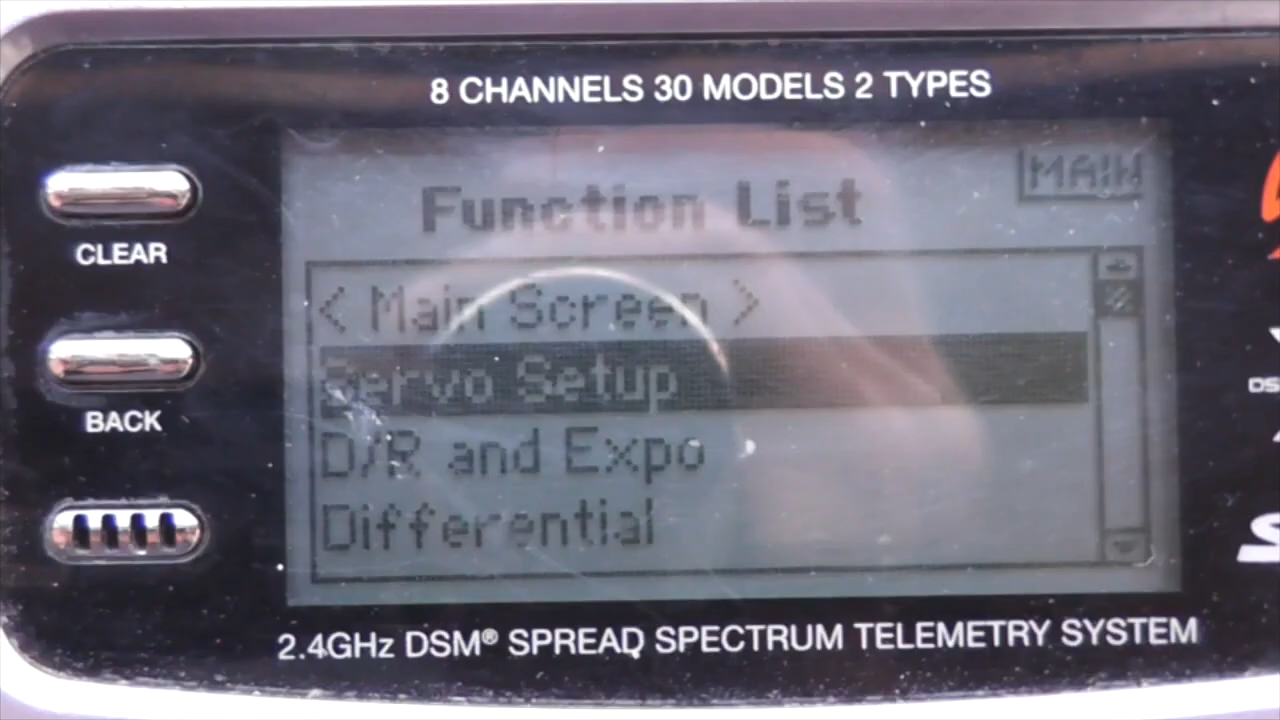 8 CHANNELS 30 MODELS 2 TYPES
MAIN
Function List
CLEAR
< Main Screen >
Servo Setup
BACK
D/R and Expo
Differential
2.4GHz DSM® SPREAD SPECTRUM TELEMETRY SYSTEM